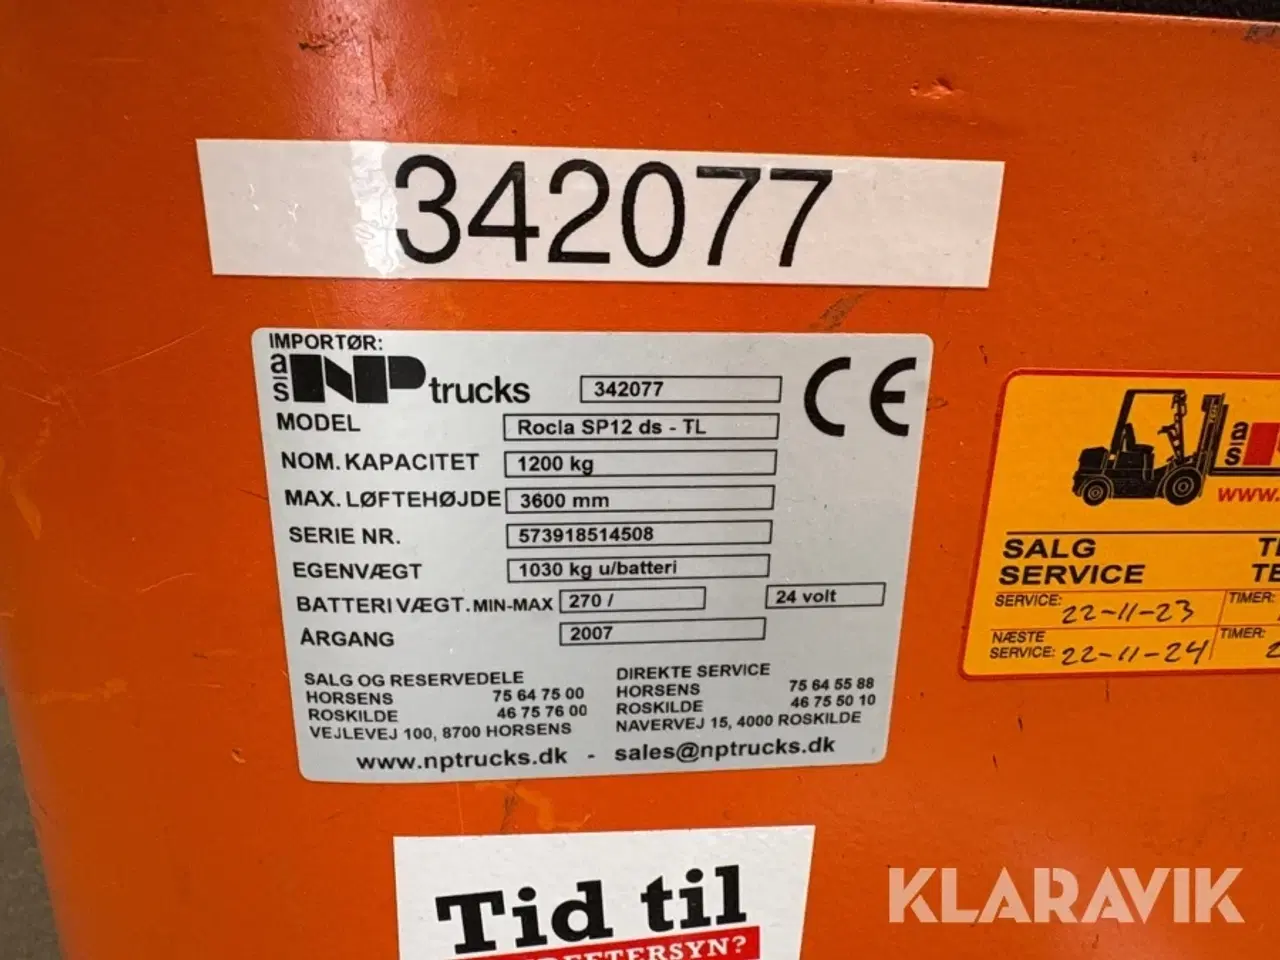 342077
IMPORTØR:
a/s NP trucks 342077
CE
MODEL Rocla SP12 ds - TL
NOM. KAPACITET 1200 kg
MAX. LØFTEHØJDE 3600 mm
SERIE NR. 573918514508
EGENVÆGT 1030 kg u/batteri
BATTERIVÆGT. MIN-MAX 270 / 24 volt
ÅRGANG 2007
SALG OG RESERVEDELE
HORSENS 75 64 75 00
ROSKILDE 46 75 76 00
VEJLEVEJ 100, 8700 HORSENS
DIREKTE SERVICE
HORSENS 75 64 55 88
ROSKILDE 46 75 50 10
NAVERVEJ 15, 4000 ROSKILDE
www.nptrucks.dk - sales@nptrucks.dk
a/s
www.
SALG
SERVICE
SERVICE: 22-11-23 TIMER:
NÆSTE
SERVICE: 22-11-24 TIMER:
Tid til
EFTERSYN?
KLARAVIK